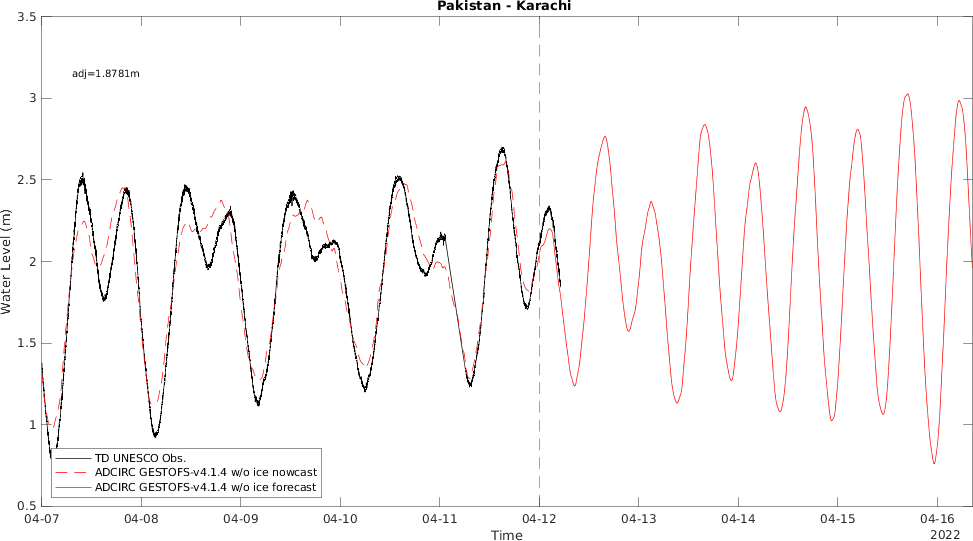 Pakistan - Karachi
3.5
adj=1.8781m
3
2.5
2
Water Level (m)
1.5
1
TD UNESCO Obs.
ADCIRC GESTOFS-v4.1.4 w/o ice nowcast
ADCIRC GESTOFS-v4.1.4 w/o ice forecast
0.5
04-07 04-08 04-09 04-10 04-11 04-12 04-13 04-14 04-15 04-16
Time 2022